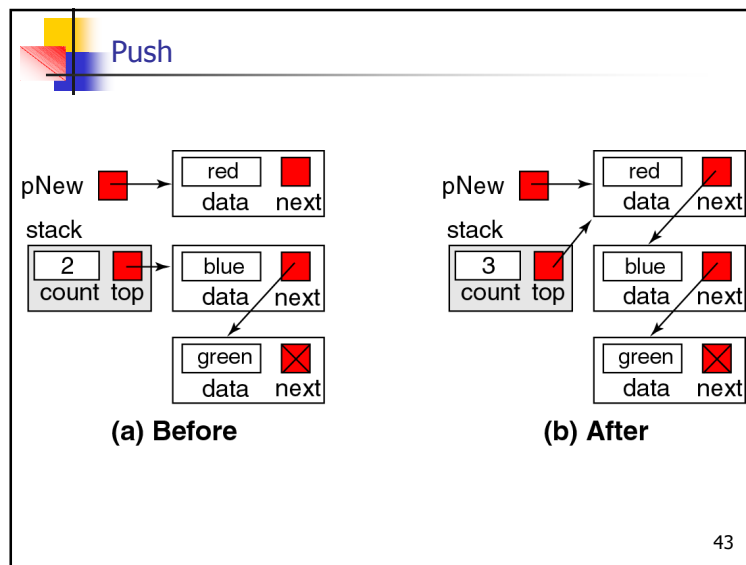 Push
pNew
red
data next
stack
2
count top
blue
data next
green
data next
(a) Before
pNew
red
data next
stack
3
count top
blue
data next
green
data next
(b) After
43